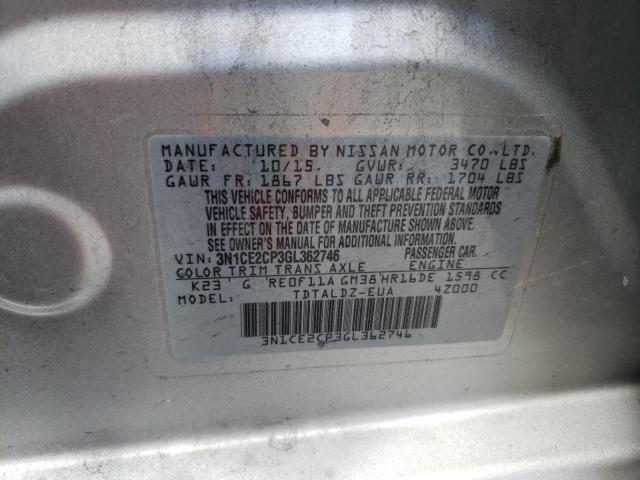 MANUFACTURED BY NISSAN MOTOR CO.,LTD.
DATE: 10/15. GVWR: 3470 LBS
GAWR FR: 1867 LBS GAWR RR: 1704 LBS
THIS VEHICLE CONFORMS TO ALL APPLICABLE FEDERAL MOTOR
VEHICLE SAFETY, BUMPER AND THEFT PREVENTION STANDARDS
IN EFFECT ON THE DATE OF MANUFACTURE SHOWN ABOVE.
SEE OWNER'S MANUAL FOR ADDITIONAL INFORMATION.
VIN: 3N1CE2CP3GL362746 PASSENGER CAR.
COLOR TRIM TRANS AXLE ENGINE
K23 G RE0F11A GM38 HR16DE 1598 CC
MODEL: TDTALDZ-EUA 4Z000
3N1CE2CP3GL362746